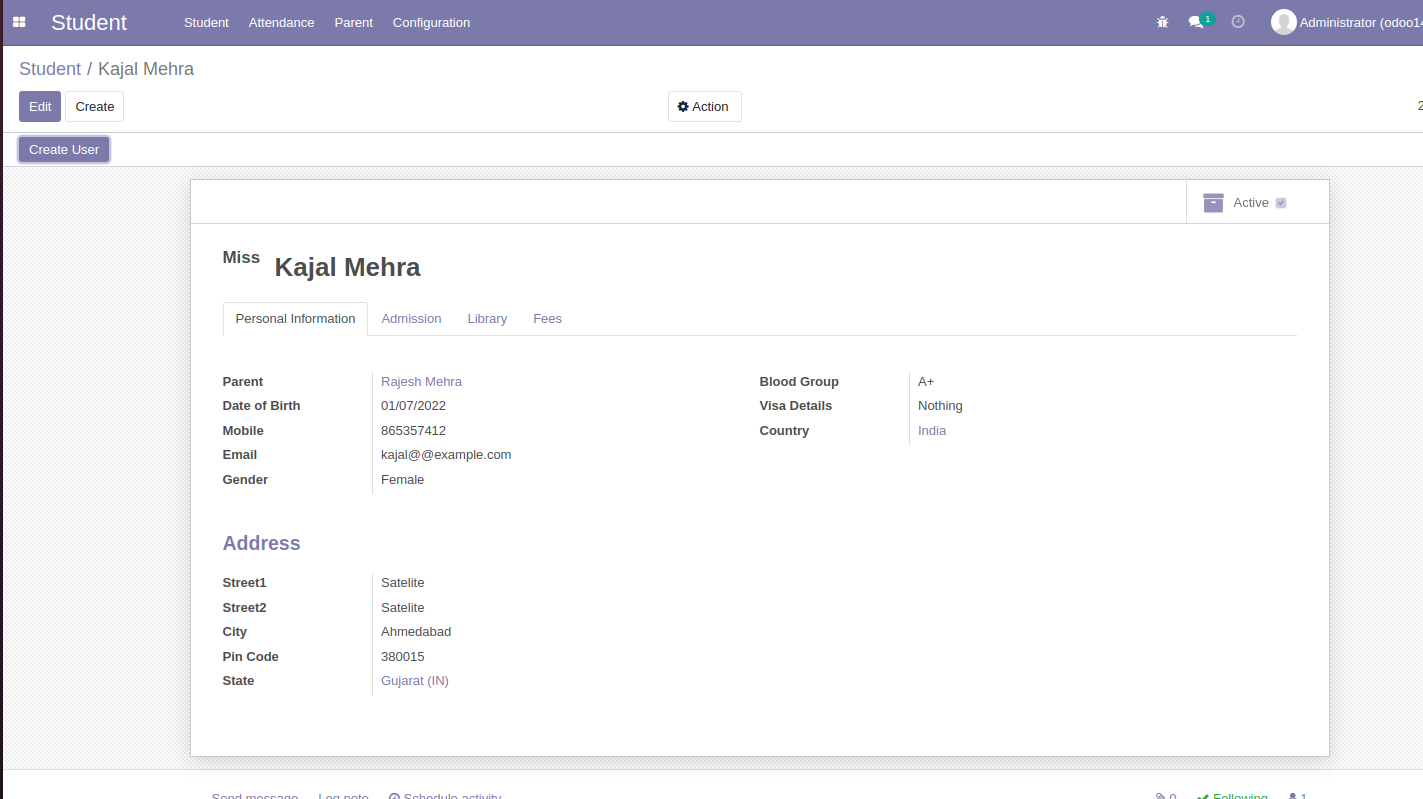 Student Student Attendance Parent Configuration 1 Administrator (odoo14
Student / Kajal Mehra
Edit Create Action 2
Create User
Active
Miss Kajal Mehra
Personal Information Admission Library Fees
Parent Rajesh Mehra Blood Group A+
Date of Birth 01/07/2022 Visa Details Nothing
Mobile 865357412 Country India
Email kajal@@example.com
Gender Female
Address
Street1 Satelite
Street2 Satelite
City Ahmedabad
Pin Code 380015
State Gujarat (IN)
Send message Log note Schedule activity 0 Following 1